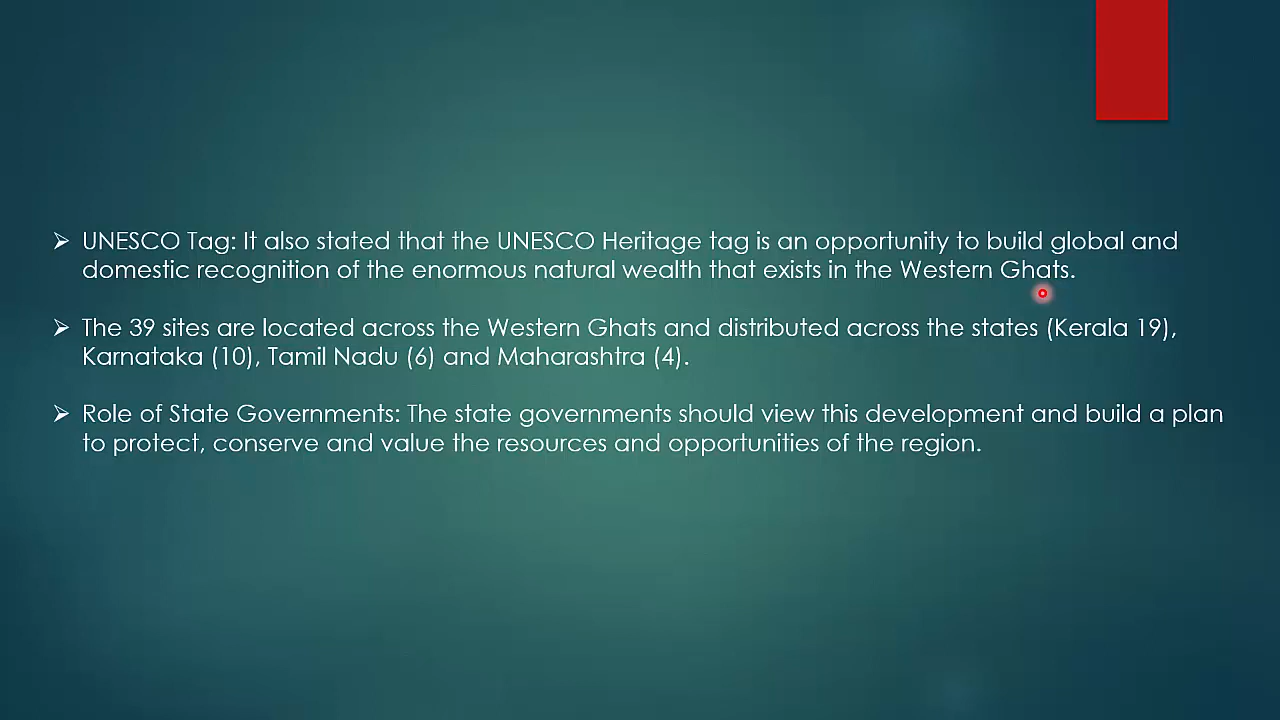 UNESCO Tag: It also stated that the UNESCO Heritage tag is an opportunity to build global and
domestic recognition of the enormous natural wealth that exists in the Western Ghats.
The 39 sites are located across the Western Ghats and distributed across the states (Kerala 19),
Karnataka (10), Tamil Nadu (6) and Maharashtra (4).
Role of State Governments: The state governments should view this development and build a plan
to protect, conserve and value the resources and opportunities of the region.